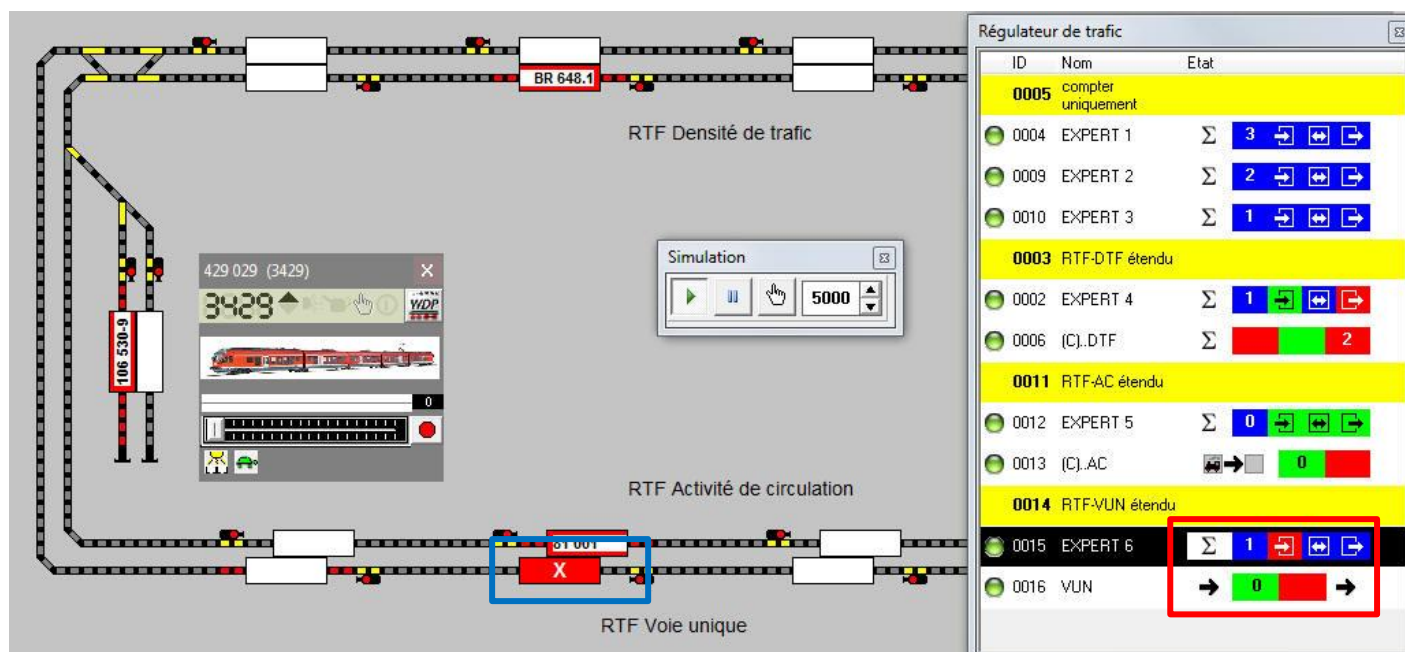 Régulateur de trafic
ID Nom Etat
0005 compter
uniquement
BR 648.1
RTF Densité de trafic
0004 EXPERT 1 Σ 3
0009 EXPERT 2 Σ 2
0010 EXPERT 3 Σ 1
Simulation
0003 RTF-DTF étendu
429 029 (3429)
3429
WDP
5000
0002 EXPERT 4 Σ 1
106 530-9
0006 (C)..DTF Σ 2
0011 RTF-AC étendu
0
0012 EXPERT 5 Σ 0
0013 (C)..AC 0
RTF Activité de circulation
0014 RTF-VUN étendu
81 001
0015 EXPERT 6 Σ 1
X
0016 VUN 0
RTF Voie unique